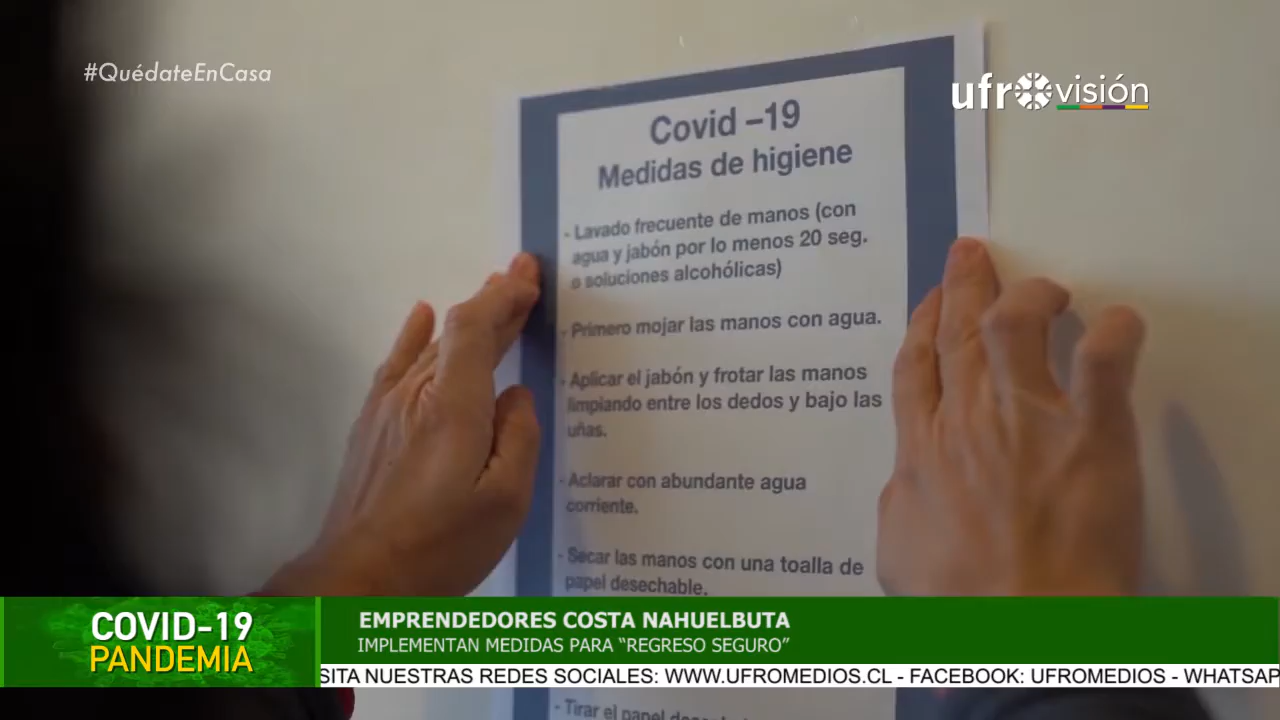 #QuédateEnCasa
ufro visión
Covid –19
Medidas de higiene
- Lavado frecuente de manos (con
agua y jabón por lo menos 20 seg.
o soluciones alcohólicas)
- Primero mojar las manos con agua.
- Aplicar el jabón y frotar las manos
limpiando entre los dedos y bajo las
uñas.
- Aclarar con abundante agua
corriente.
- Secar las manos con una toalla de
papel desechable.
COVID-19
PANDEMIA
EMPRENDEDORES COSTA NAHUELBUTA
IMPLEMENTAN MEDIDAS PARA “REGRESO SEGURO”
SITA NUESTRAS REDES SOCIALES: WWW.UFROMEDIOS.CL - FACEBOOK: UFROMEDIOS - WHATSAP
- Tirar el papel